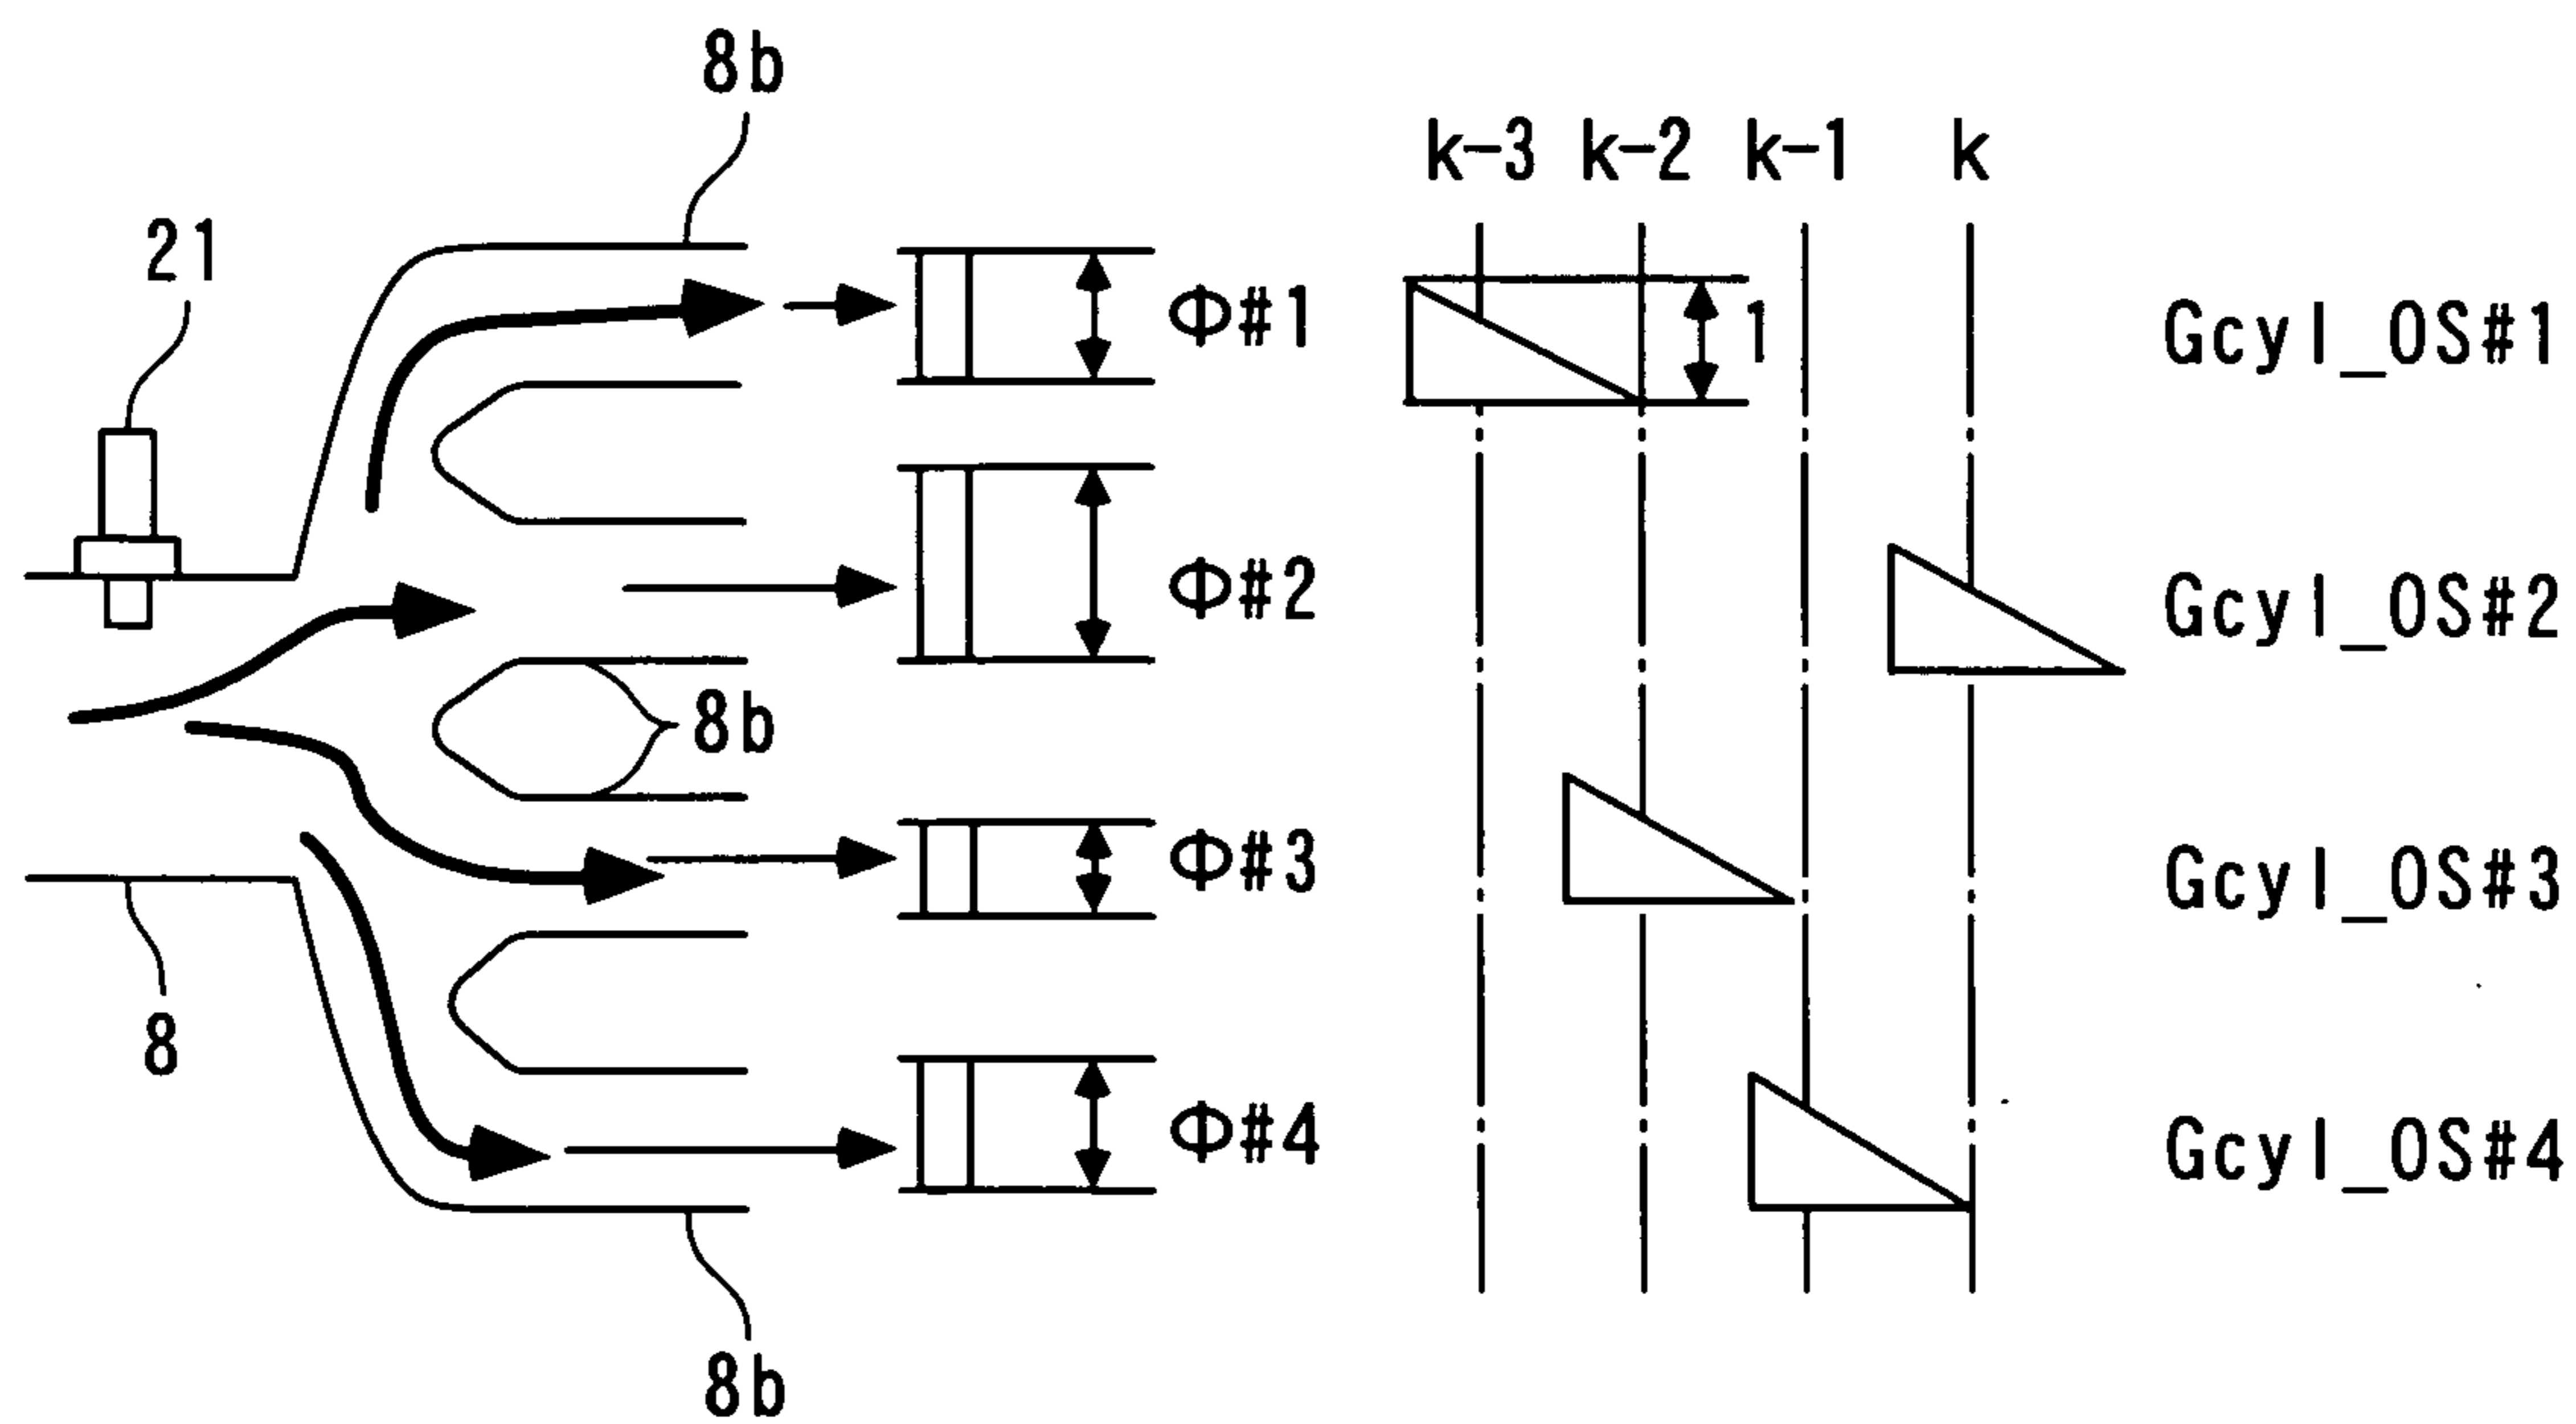 8b
k-3 k-2 k-1 k
21
Φ#1 1 Gcyl_OS#1
Φ#2 Gcyl_OS#2
8b
Φ#3 Gcyl_OS#3
8
Φ#4 Gcyl_OS#4
8b